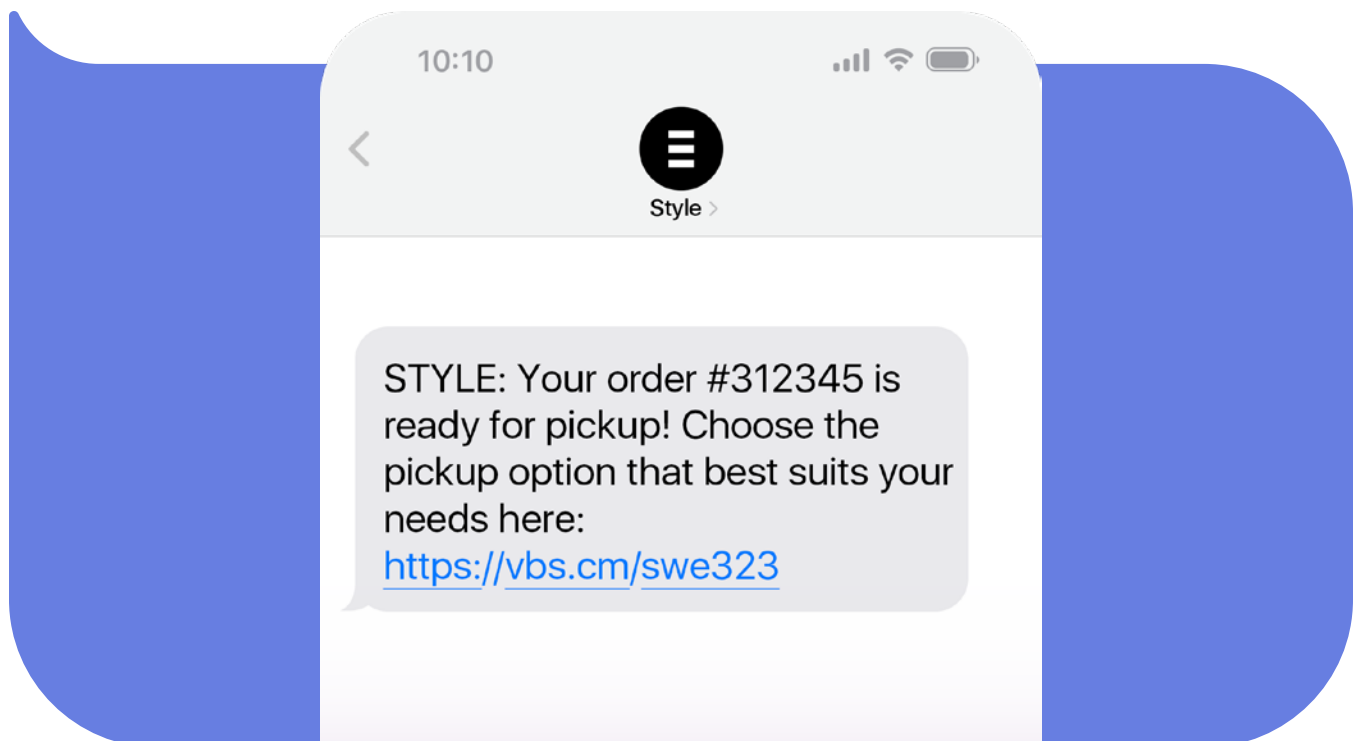 10:10
Style
STYLE: Your order #312345 is
ready for pickup! Choose the
pickup option that best suits your
needs here:
https://vbs.cm/swe323